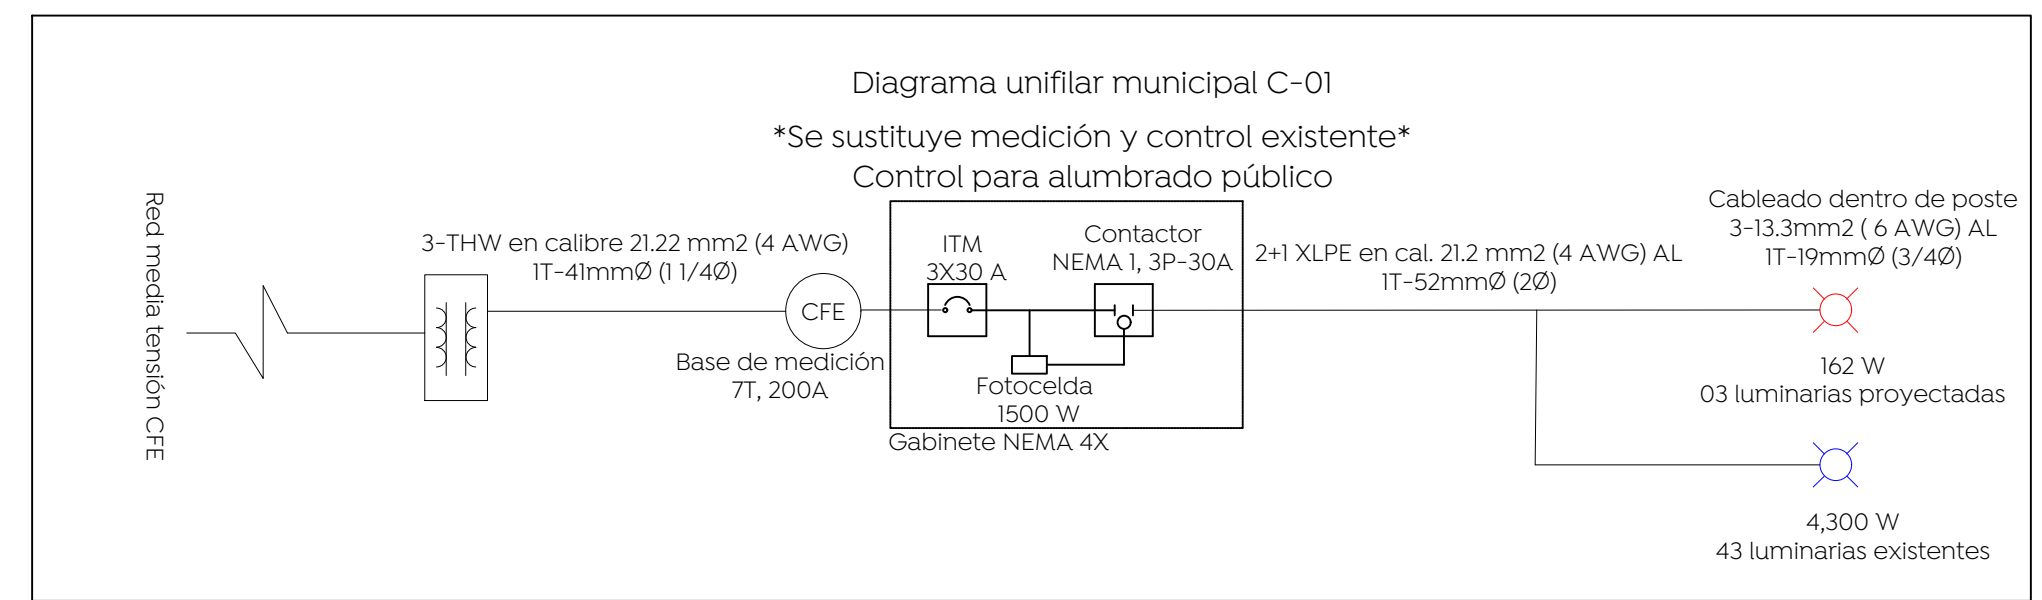 Diagrama unifilar municipal C-01
*Se sustituye medición y control existente*
Control para alumbrado público
Red media tensión CFE
3-THW en calibre 21.22 mm2 (4 AWG)
1T-41mmØ (1 1/4Ø)
CFE
Base de medición
7T, 200A
ITM
3X30 A
Contactor
NEMA 1, 3P-30A
Fotocelda
1500 W
Gabinete NEMA 4X
2+1 XLPE en cal. 21.2 mm2 (4 AWG) AL
1T-52mmØ (2Ø)
Cableado dentro de poste
3-13.3mm2 ( 6 AWG) AL
1T-19mmØ (3/4Ø)
162 W
03 luminarias proyectadas
4,300 W
43 luminarias existentes